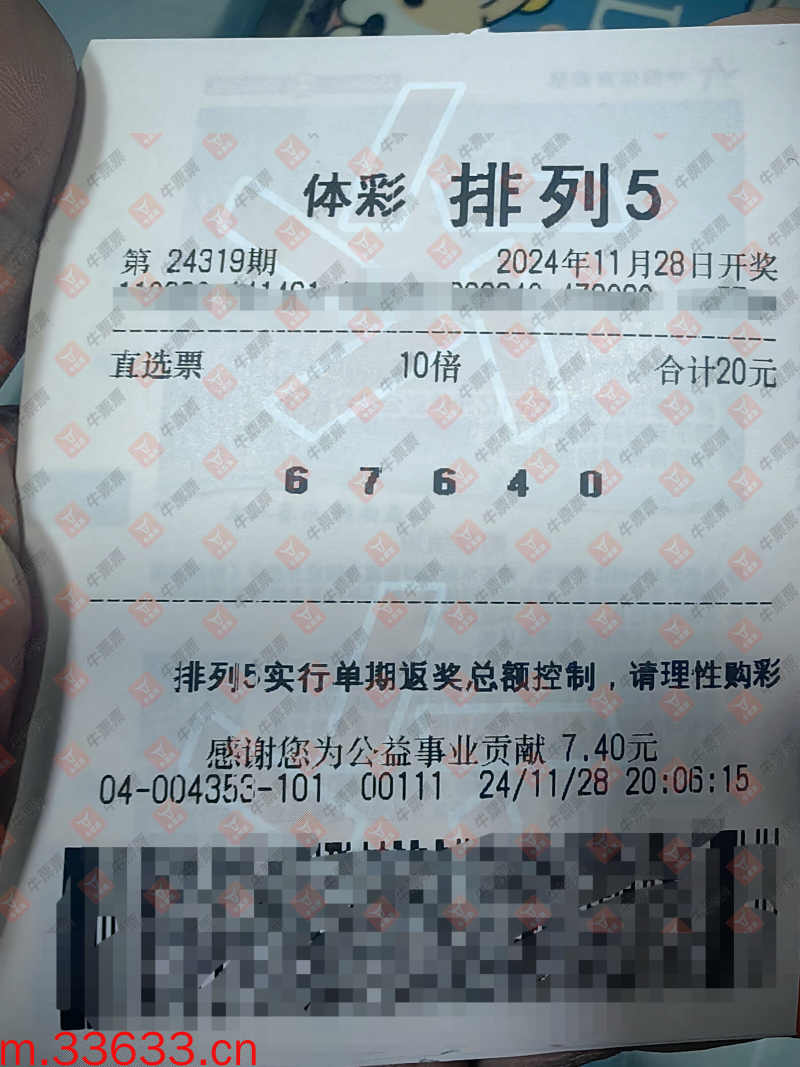 体彩 排列5
第 24319期 2024年11月28日开奖
直选票 10倍 合计20元
6 7 6 4 0
排列5实行单期返奖总额控制，请理性购彩
感谢您为公益事业贡献 7.40元
04-004353-101 00111 24/11/28 20:06:15
m.33633.cn
牛票票